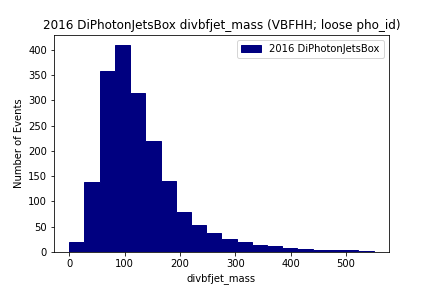 2016 DiPhotonJetsBox divbfjet_mass (VBFHH; loose pho_id)
2016 DiPhotonJetsBox
400
350
300
250
200
150
100
50
0
Number of Events
0 100 200 300 400 500
divbfjet_mass